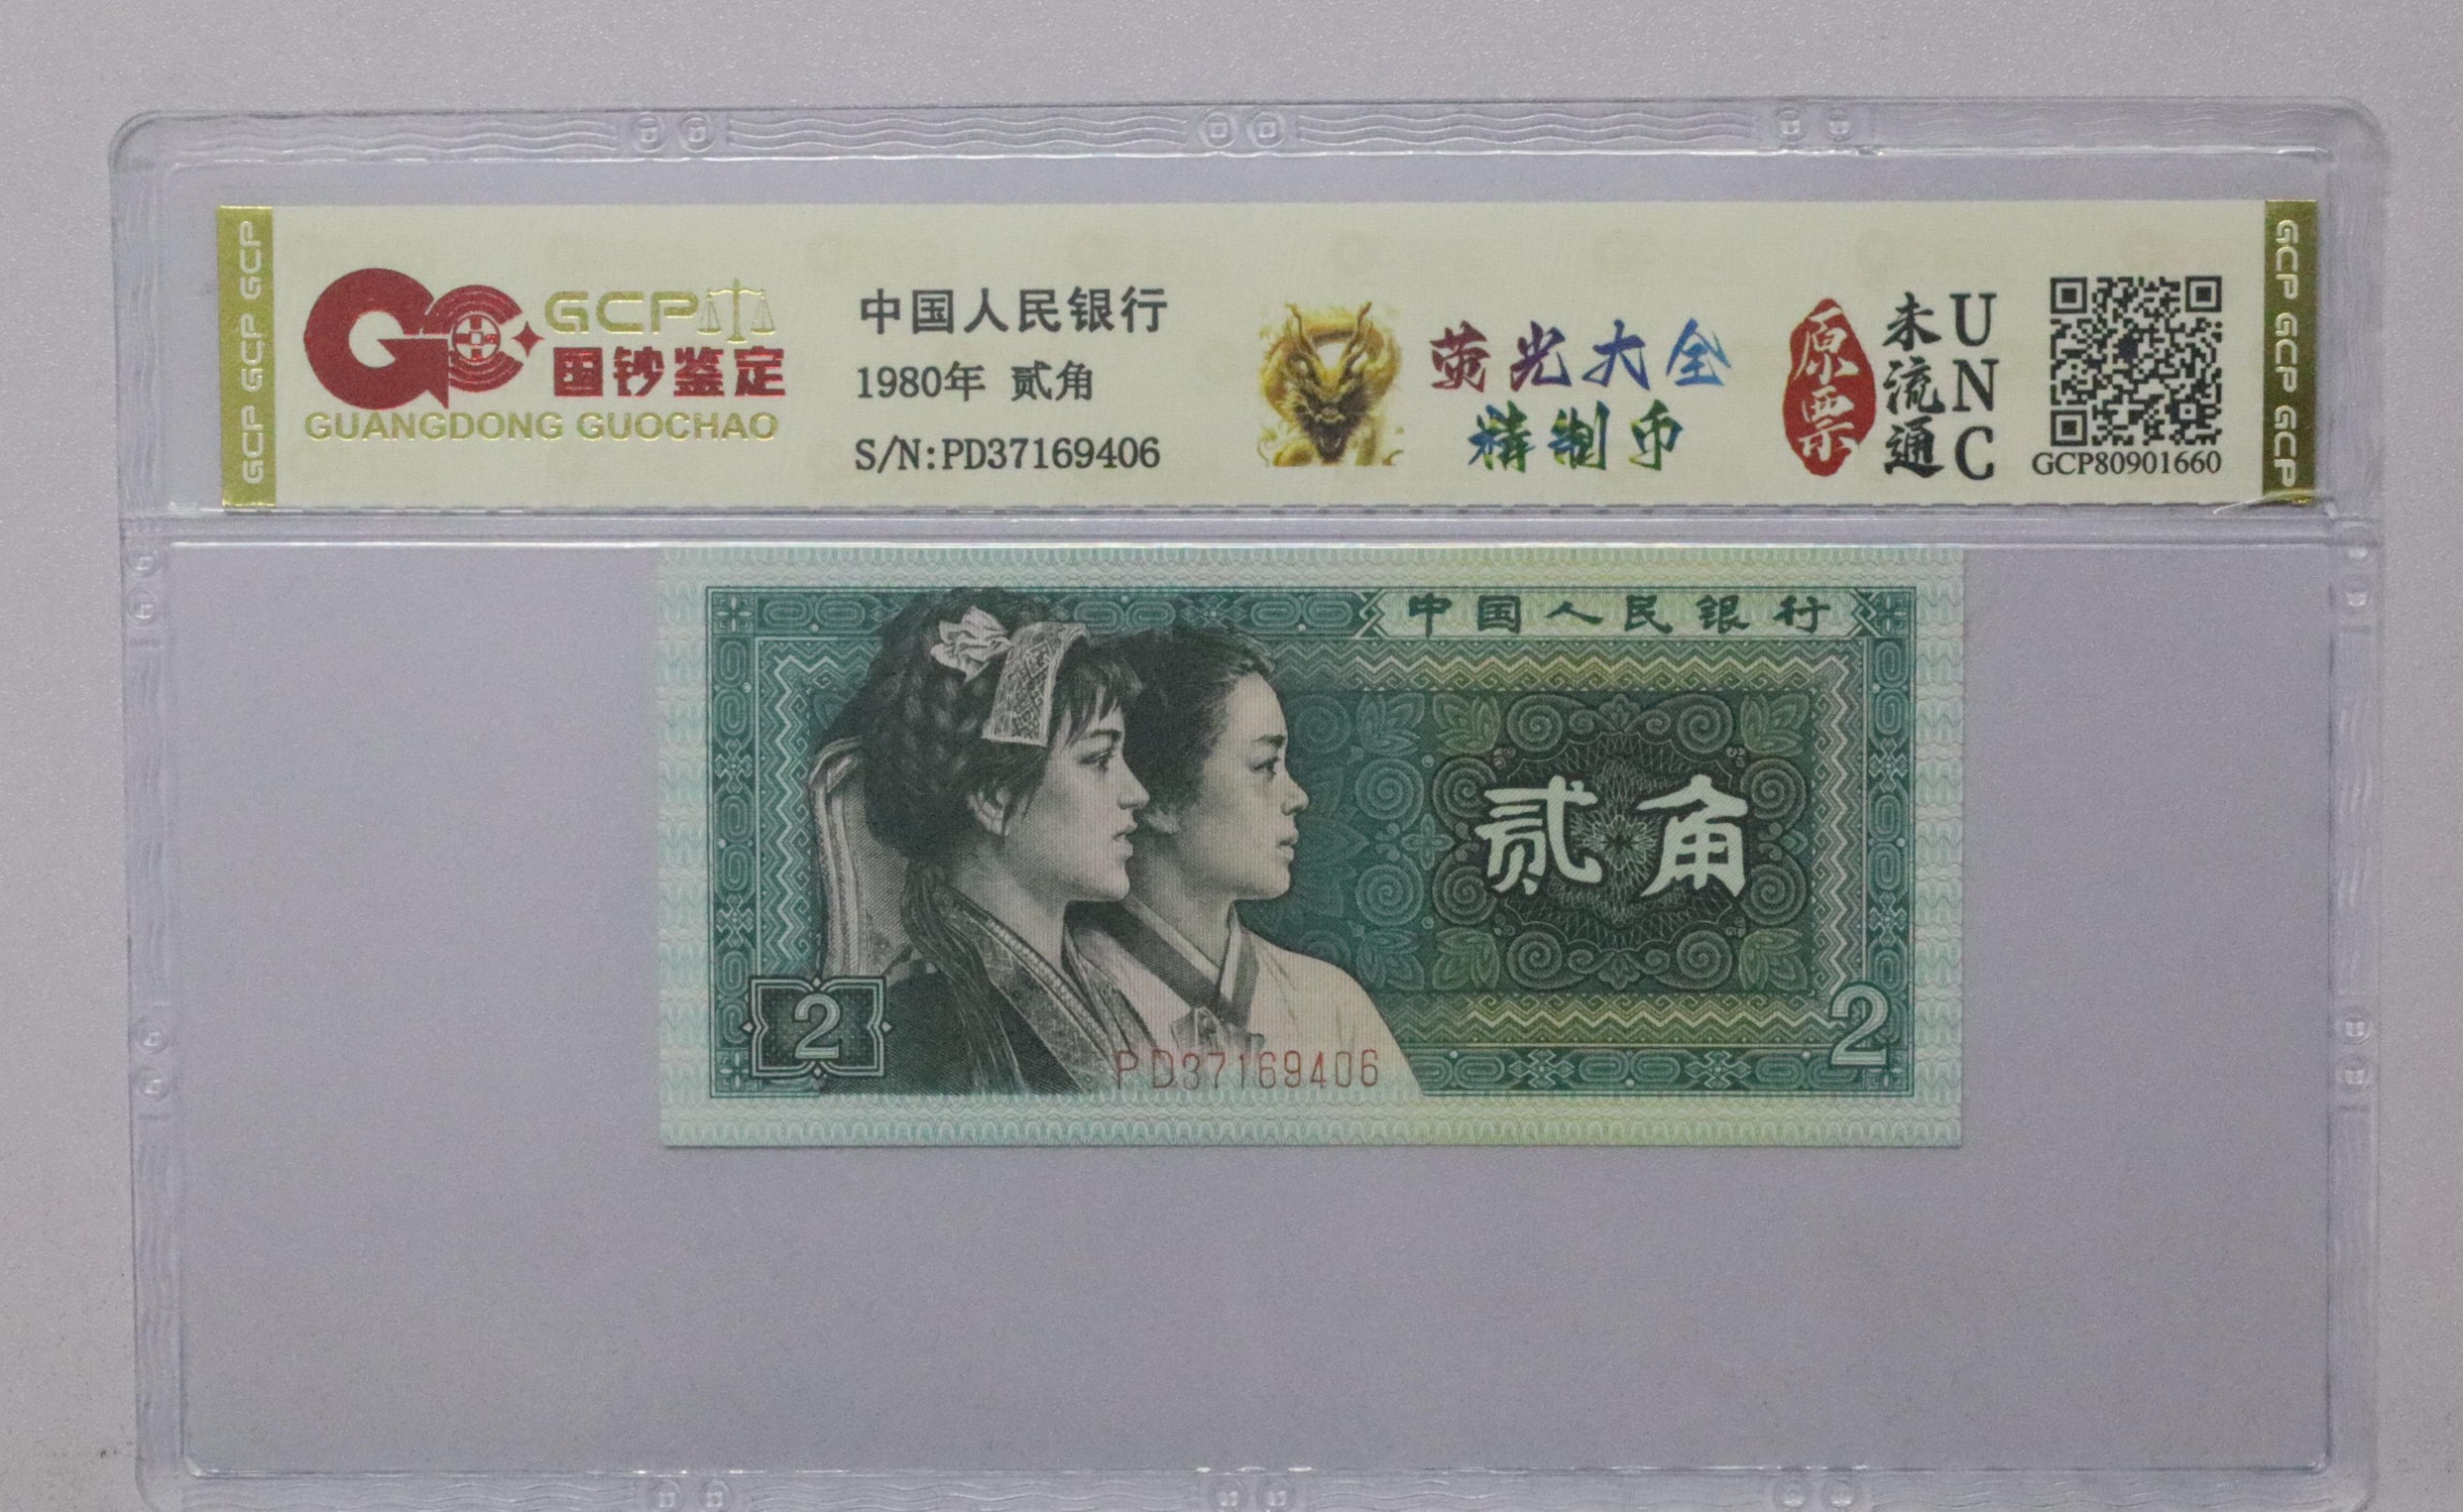 GCP GCP GCP
GCP
国钞鉴定
GUANGDONG GUOCHAO
中国人民银行
1980年 贰角
S/N:PD37169406
荧光大全
精制币
原票
未流通
UNC
GCP80901660
GCP GCP GCP
中国人民银行
贰角
2
2
PD37169406